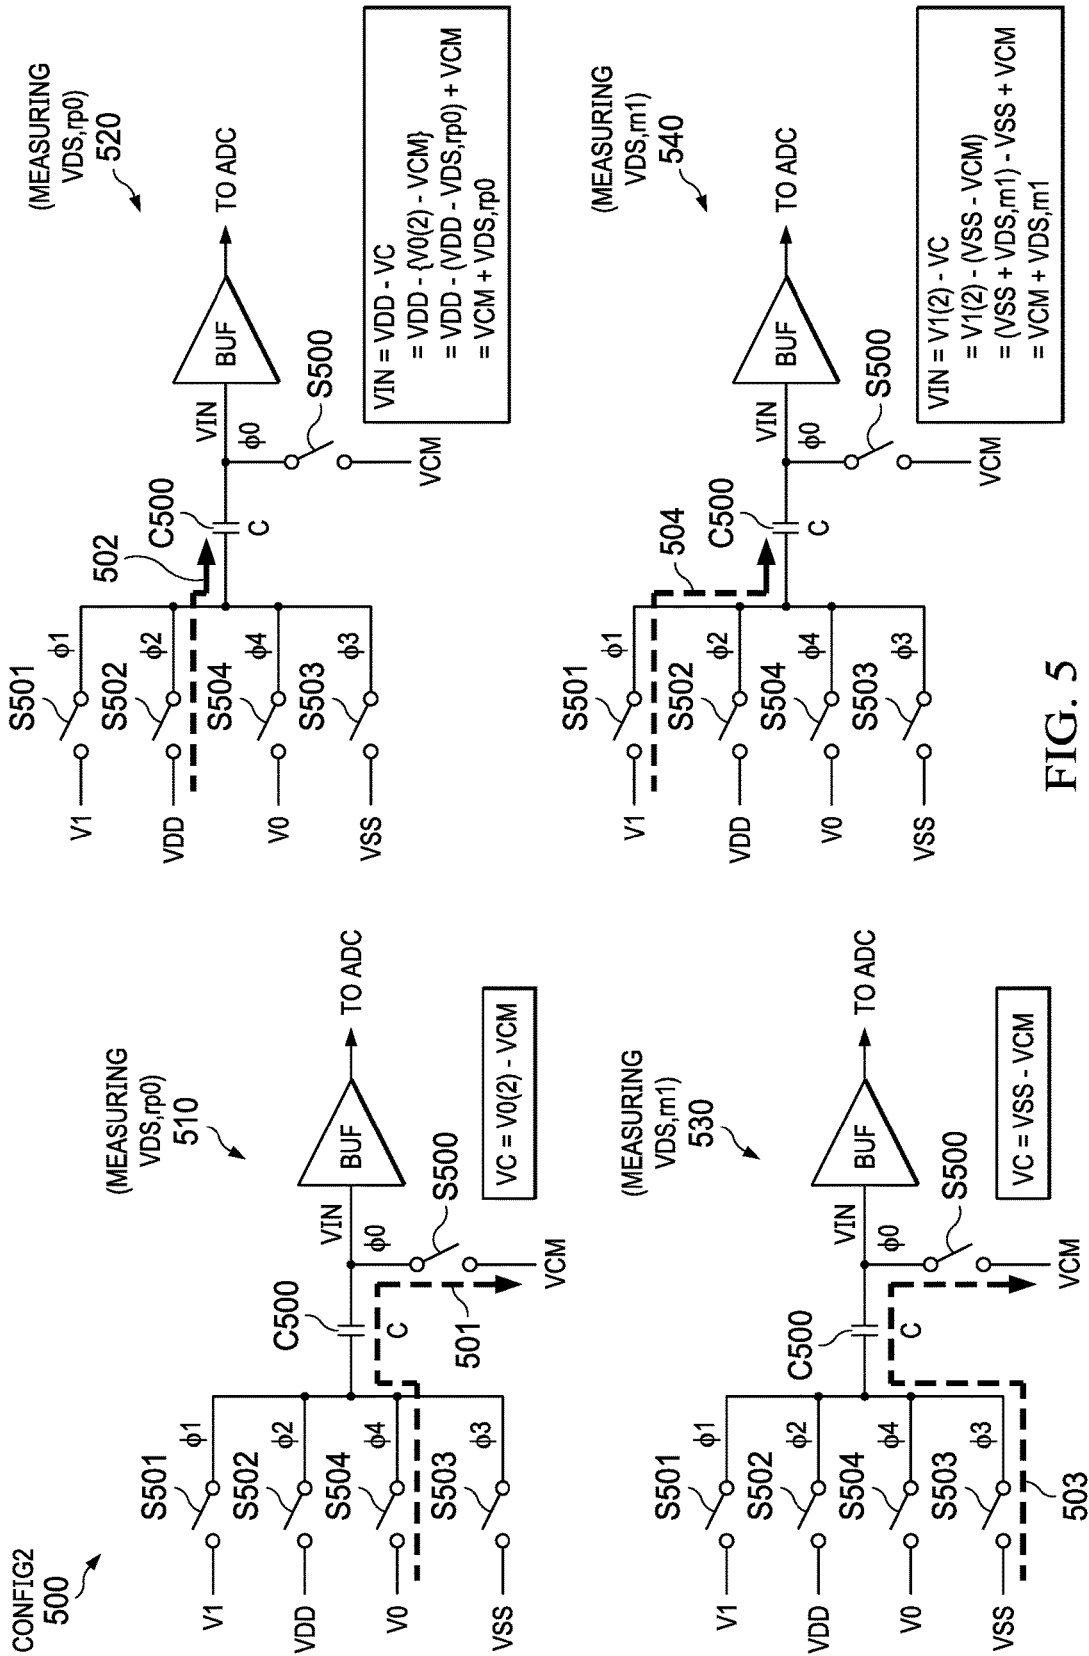 CONFIG2
500
(MEASURING
VDS,rp0)
510
V1
VDD
V0
VSS
S501
S502
S504
S503
ϕ1
ϕ2
ϕ4
ϕ3
C500
C
501
VIN
ϕ0
S500
VCM
BUF
TO ADC
VC = V0(2) - VCM
(MEASURING
VDS,rp0)
520
V1
VDD
V0
VSS
S501
S502
S504
S503
ϕ1
ϕ2
ϕ4
ϕ3
502
C500
C
VIN
ϕ0
S500
VCM
BUF
TO ADC
VIN = VDD - VC
= VDD - {V0(2) - VCM}
= VDD - (VDD - VDS,rp0) + VCM
= VCM + VDS,rp0
(MEASURING
VDS,rn1)
530
V1
VDD
V0
VSS
S501
S502
S504
S503
ϕ1
ϕ2
ϕ4
ϕ3
503
C500
C
VIN
ϕ0
S500
VCM
BUF
TO ADC
VC = VSS - VCM
(MEASURING
VDS,rn1)
540
V1
VDD
V0
VSS
S501
S502
S504
S503
ϕ1
ϕ2
ϕ4
ϕ3
504
C500
C
VIN
ϕ0
S500
VCM
BUF
TO ADC
VIN = V1(2) - VC
= V1(2) - (VSS - VCM)
= (VSS + VDS,rn1) - VSS + VCM
= VCM + VDS,rn1
FIG. 5